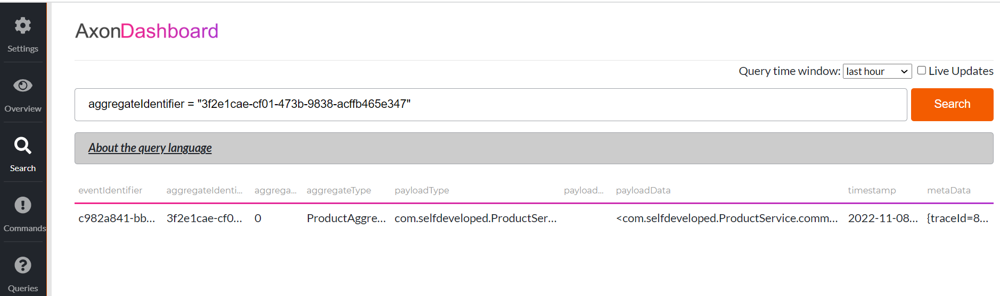 Settings
Overview
Search
Commands
Queries
AxonDashboard
Query time window: last hour Live Updates
aggregateIdentifier = "3f2e1cae-cf01-473b-9838-acffb465e347" Search
About the query language
eventIdentifier aggregateIdenti... aggrega... aggregateType payloadType payload... payloadData timestamp metaData
c982a841-bb... 3f2e1cae-cf0... 0 ProductAggre... com.selfdeveloped.ProductSer... <com.selfdeveloped.ProductService.comm... 2022-11-08... {traceId=8...